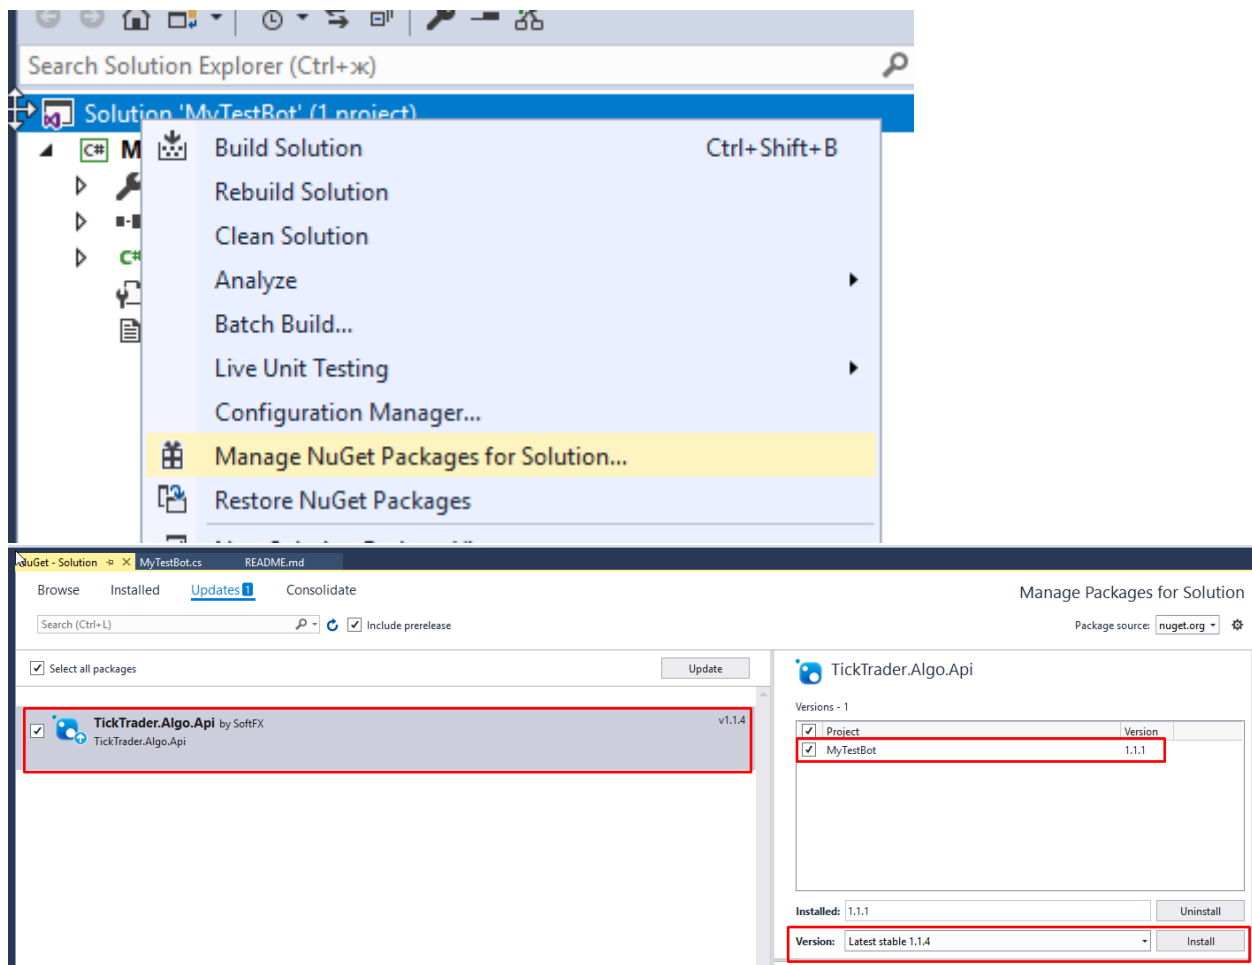 Search Solution Explorer (Ctrl+ж)
Solution 'MyTestBot' (1 project)
C# M
Build Solution Ctrl+Shift+B
Rebuild Solution
Clean Solution
C#
Analyze
Batch Build...
Live Unit Testing
Configuration Manager...
Manage NuGet Packages for Solution...
Restore NuGet Packages
NuGet - Solution MyTestBot.cs README.md
Browse Installed Updates 1 Consolidate
Manage Packages for Solution
Search (Ctrl+L) Include prerelease
Package source: nuget.org
Select all packages Update
TickTrader.Algo.Api
TickTrader.Algo.Api by SoftFX v1.1.4
TickTrader.Algo.Api
Versions - 1
Project Version
MyTestBot 1.1.1
Installed: 1.1.1 Uninstall
Version: Latest stable 1.1.4 Install